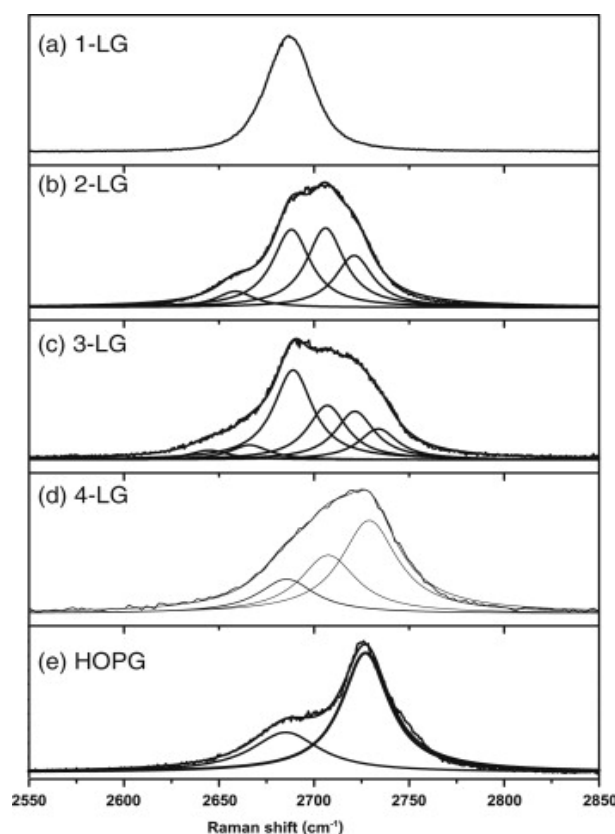 (a) 1-LG
(b) 2-LG
(c) 3-LG
(d) 4-LG
(e) HOPG
2550 2600 2650 2700 2750 2800 2850
Raman shift (cm⁻¹)